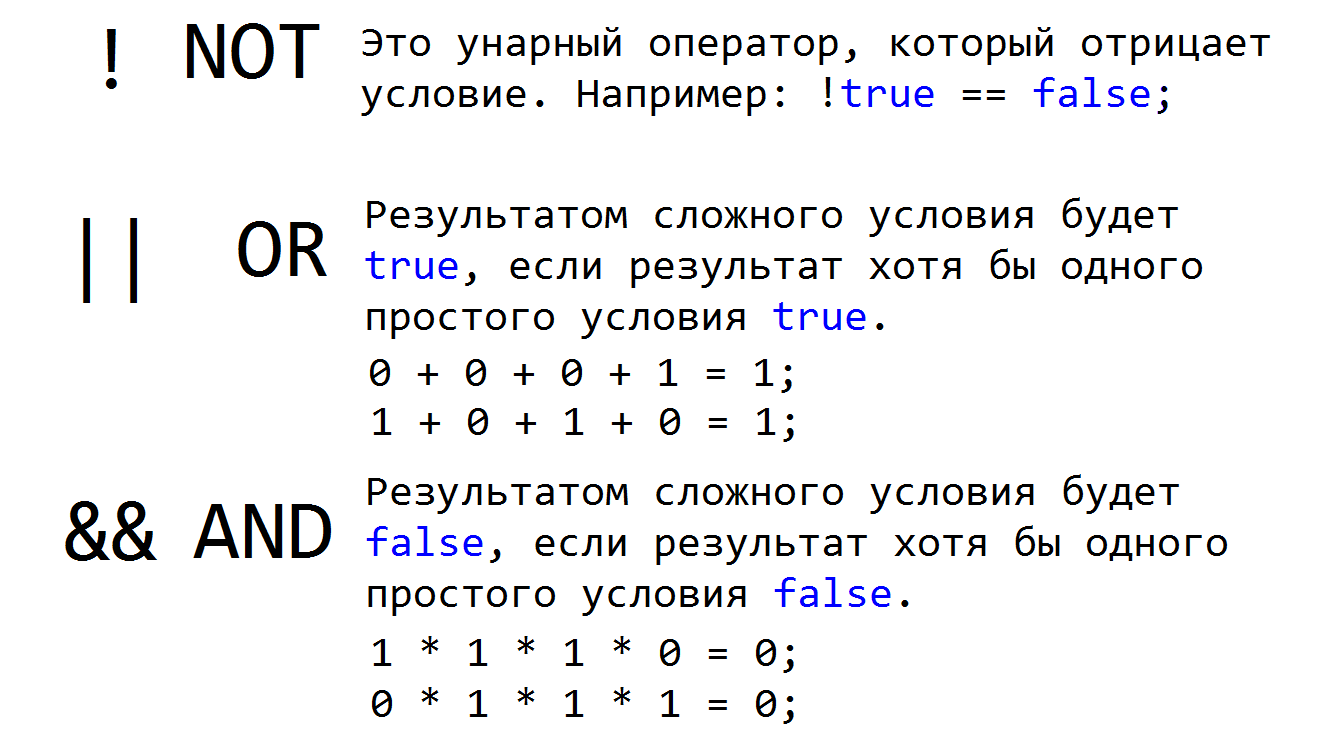 ! NOT Это унарный оператор, который отрицает
условие. Например: !true == false;
|| OR Результатом сложного условия будет
true, если результат хотя бы одного
простого условия true.
0 + 0 + 0 + 1 = 1;
1 + 0 + 1 + 0 = 1;
&& AND Результатом сложного условия будет
false, если результат хотя бы одного
простого условия false.
1 * 1 * 1 * 0 = 0;
0 * 1 * 1 * 1 = 0;